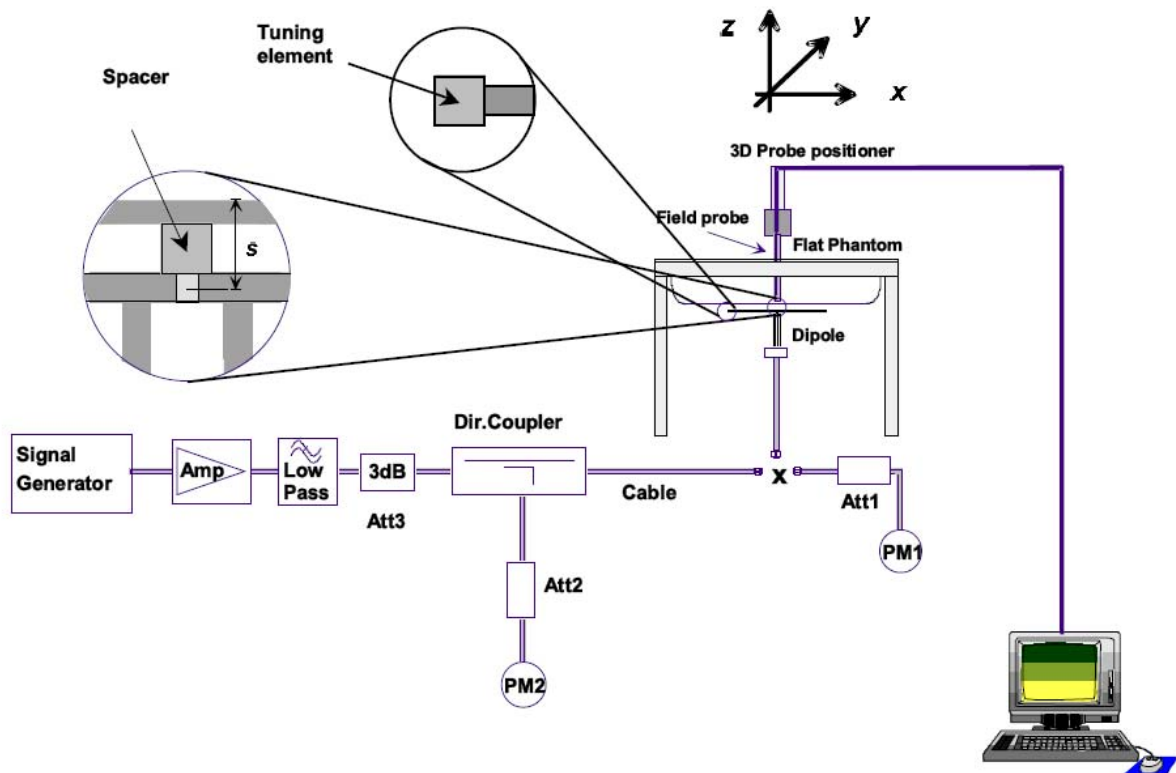 Tuning
element
Spacer
z
y
x
3D Probe positioner
Field probe
Flat Phantom
s
Dipole
Dir.Coupler
Signal
Generator
Amp
Low
Pass
3dB
Att3
Cable
x
Att1
PM1
Att2
PM2